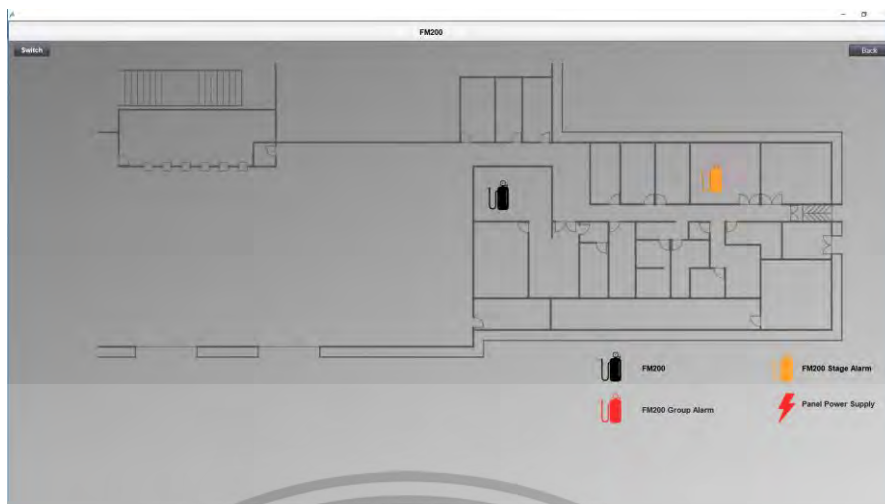 FM200
Switch
Back
FM200
FM200 Stage Alarm
FM200 Group Alarm
Panel Power Supply